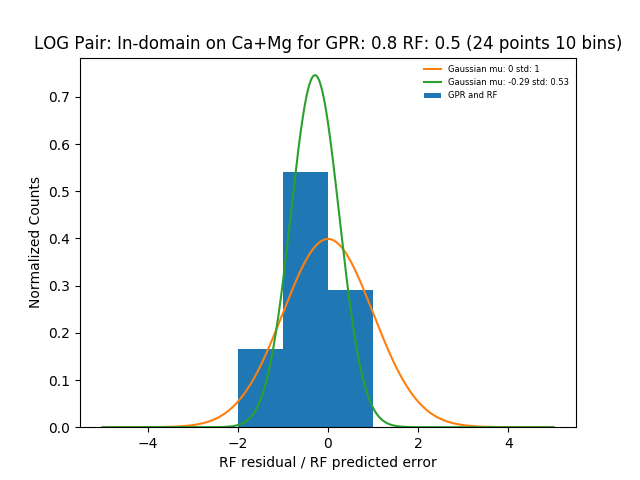 LOG Pair: In-domain on Ca+Mg for GPR: 0.8 RF: 0.5 (24 points 10 bins)
Gaussian mu: 0 std: 1
Gaussian mu: -0.29 std: 0.53
GPR and RF
Normalized Counts
0.7
0.6
0.5
0.4
0.3
0.2
0.1
0.0
−4 −2 0 2 4
RF residual / RF predicted error